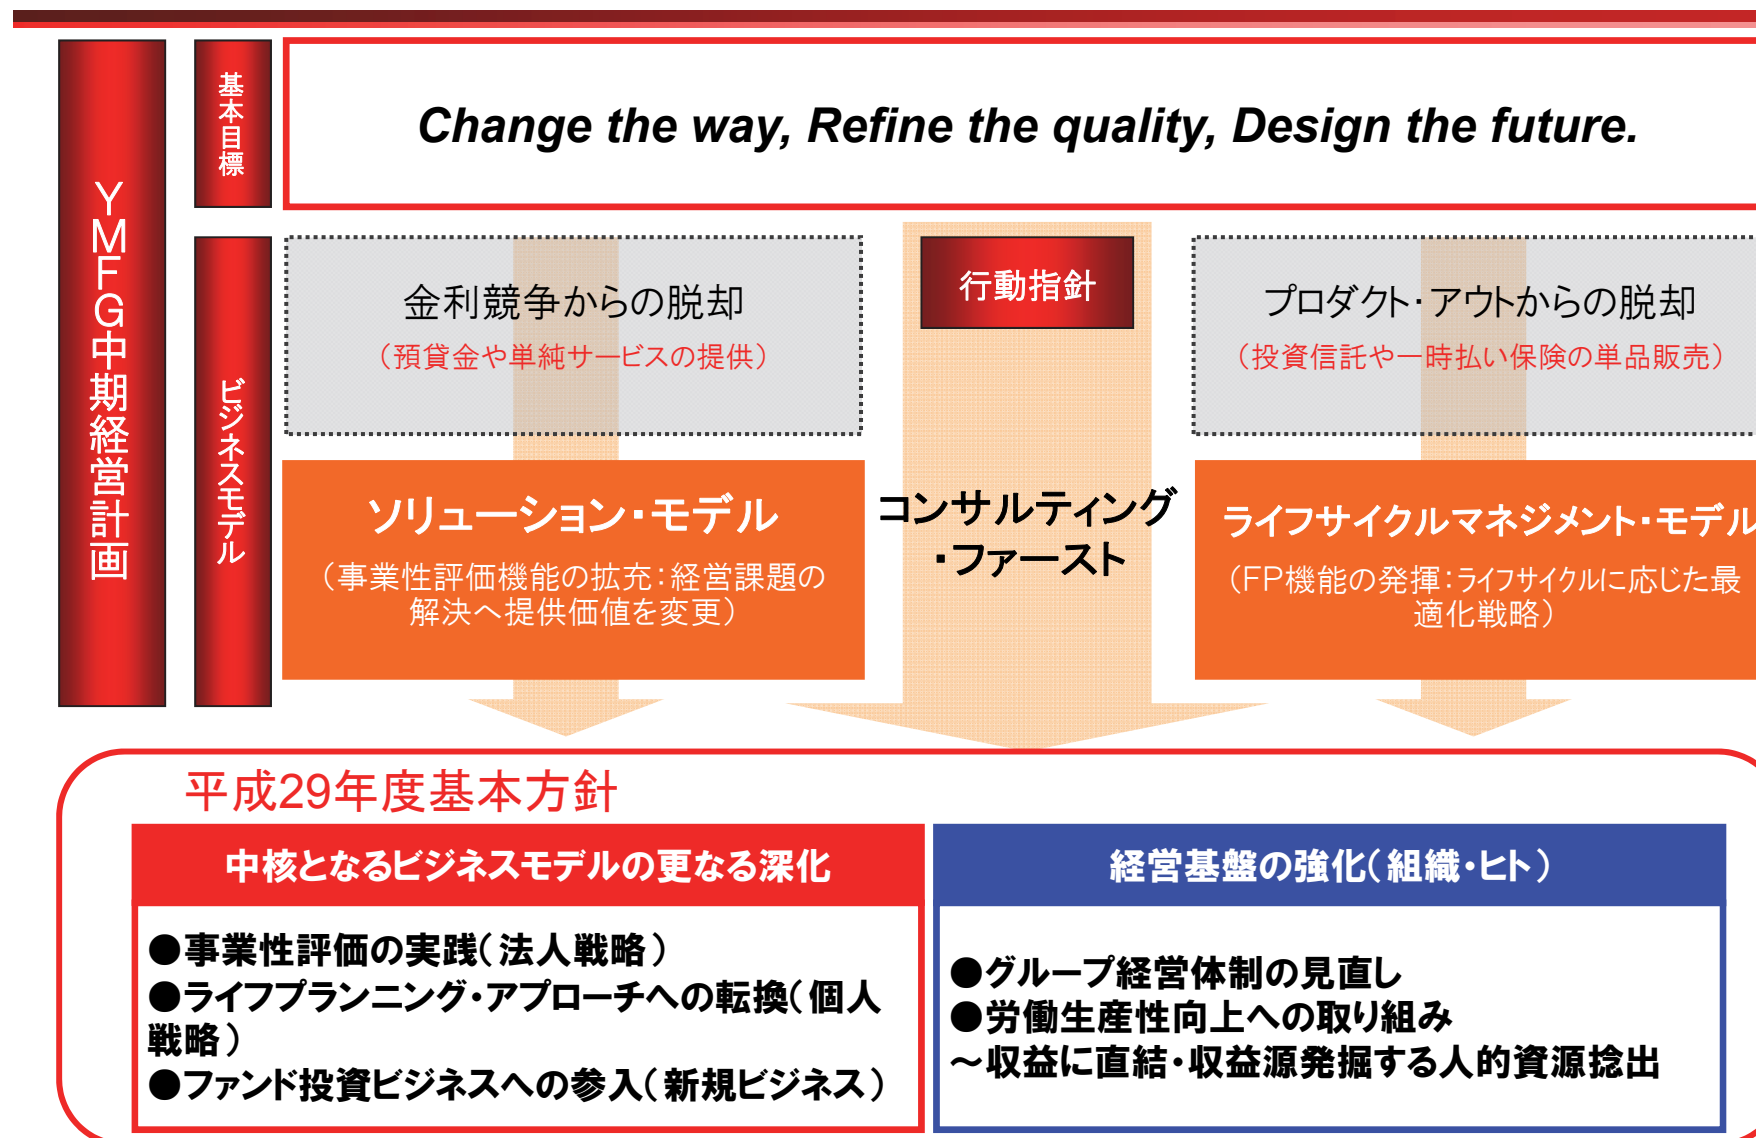 YMFG中期経営計画
基本目標
Change the way, Refine the quality, Design the future.
ビジネスモデル
金利競争からの脱却
（預貸金や単純サービスの提供）
行動指針
プロダクト・アウトからの脱却
（投資信託や一時払い保険の単品販売）
ソリューション・モデル
（事業性評価機能の拡充：経営課題の
解決へ提供価値を変更）
コンサルティング
・ファースト
ライフサイクルマネジメント・モデル
（FP機能の発揮：ライフサイクルに応じた最
適化戦略）
平成29年度基本方針
中核となるビジネスモデルの更なる深化
●事業性評価の実践（法人戦略）
●ライフプランニング・アプローチへの転換（個人
戦略）
●ファンド投資ビジネスへの参入（新規ビジネス）
経営基盤の強化（組織・ヒト）
●グループ経営体制の見直し
●労働生産性向上への取り組み
～収益に直結・収益源発掘する人的資源捻出